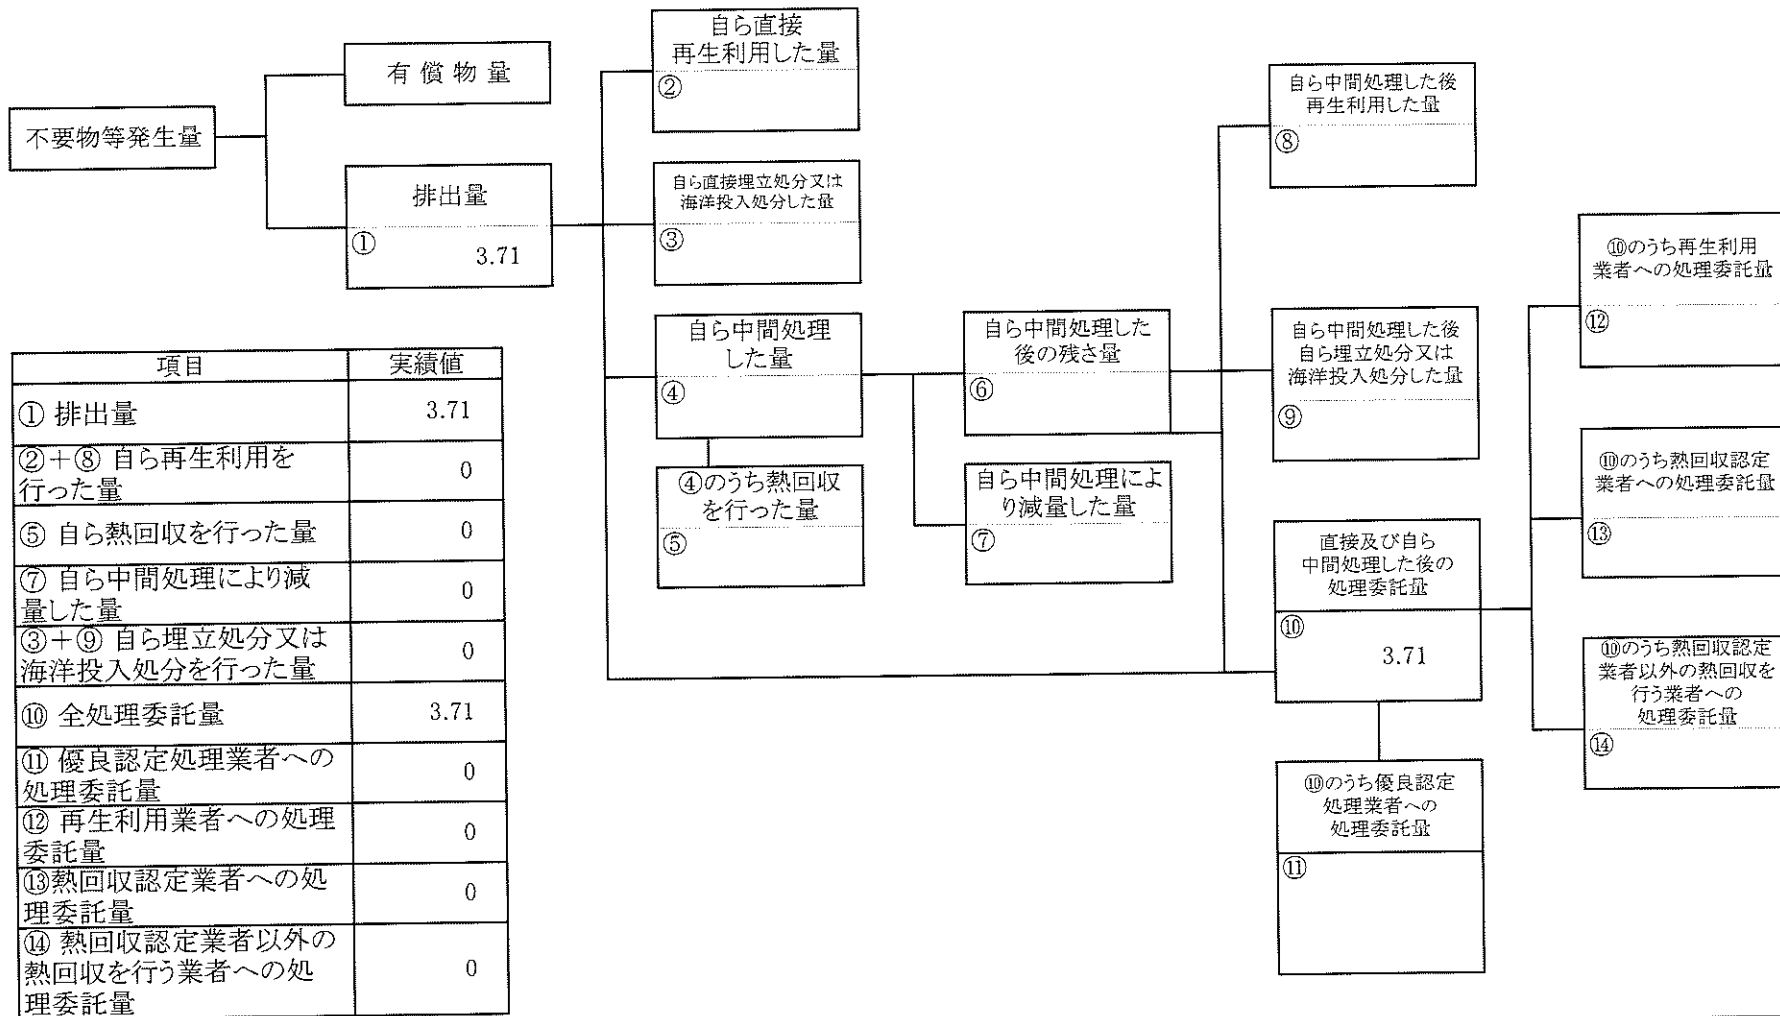 不要物等発生量
有償物量
排出量
①
3.71
自ら直接
再生利用した量
②
自ら直接埋立処分又は
海洋投入処分した量
③
自ら中間処理
した量
④
④のうち熱回収
を行った量
⑤
自ら中間処理した
後の残さ量
⑥
自ら中間処理によ
り減量した量
⑦
自ら中間処理した後
再生利用した量
⑧
自ら中間処理した後
自ら埋立処分又は
海洋投入処分した量
⑨
直接及び自ら
中間処理した後の
処理委託量
⑩
3.71
⑩のうち優良認定
処理業者への
処理委託量
⑪
⑩のうち再生利用
業者への処理委託量
⑫
⑩のうち熱回収認定
業者への処理委託量
⑬
⑩のうち熱回収認定
業者以外の熱回収を
行う業者への
処理委託量
⑭
項目 実績値
① 排出量 3.71
②+⑧ 自ら再生利用を
行った量 0
⑤ 自ら熱回収を行った量 0
⑦ 自ら中間処理により減
量した量 0
③+⑨ 自ら埋立処分又は
海洋投入処分を行った量 0
⑩ 全処理委託量 3.71
⑪ 優良認定処理業者への
処理委託量 0
⑫ 再生利用業者への処理
委託量 0
⑬熱回収認定業者への処
理委託量 0
⑭ 熱回収認定業者以外の
熱回収を行う業者への処
理委託量 0